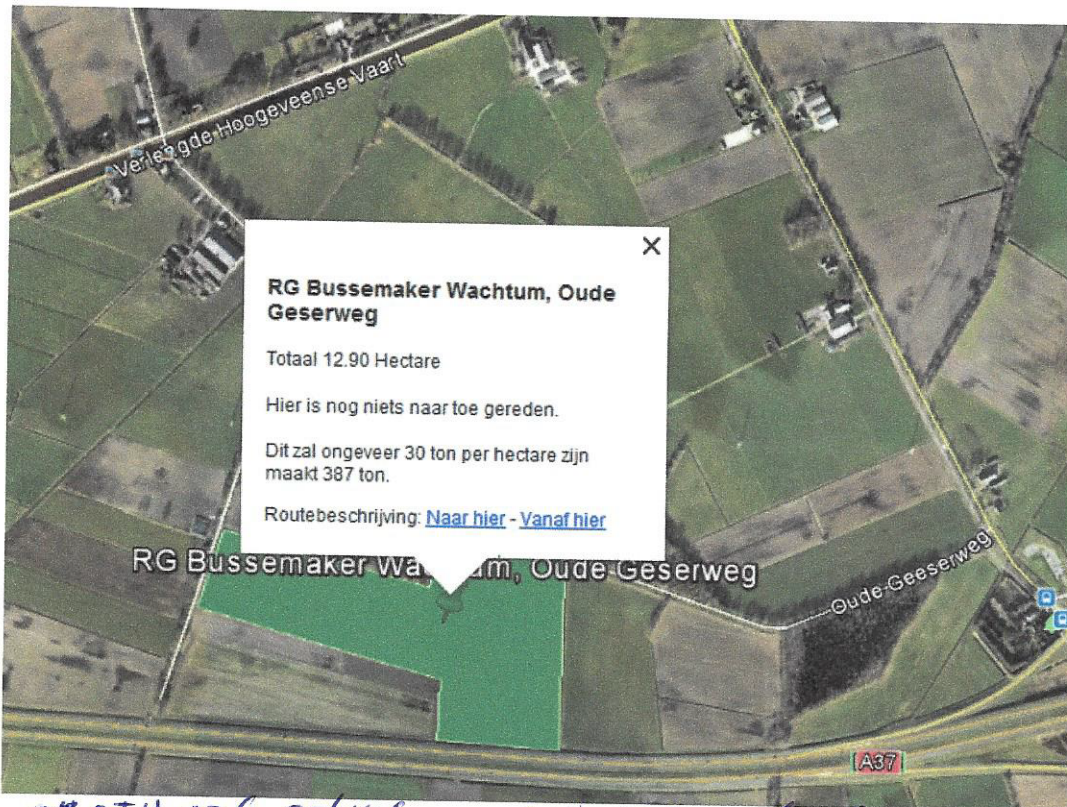 Verlengde Hoogeveense Vaart
RG Bussemaker Wachtum, Oude
Geserweg
Totaal 12.90 Hectare
Hier is nog niets naar toe gereden.
Dit zal ongeveer 30 ton per hectare zijn
maakt 387 ton.
Routebeschrijving: Naar hier - Vanaf hier
RG Bussemaker Wa um, Oude Geserweg
Oude Geeserweg
A37